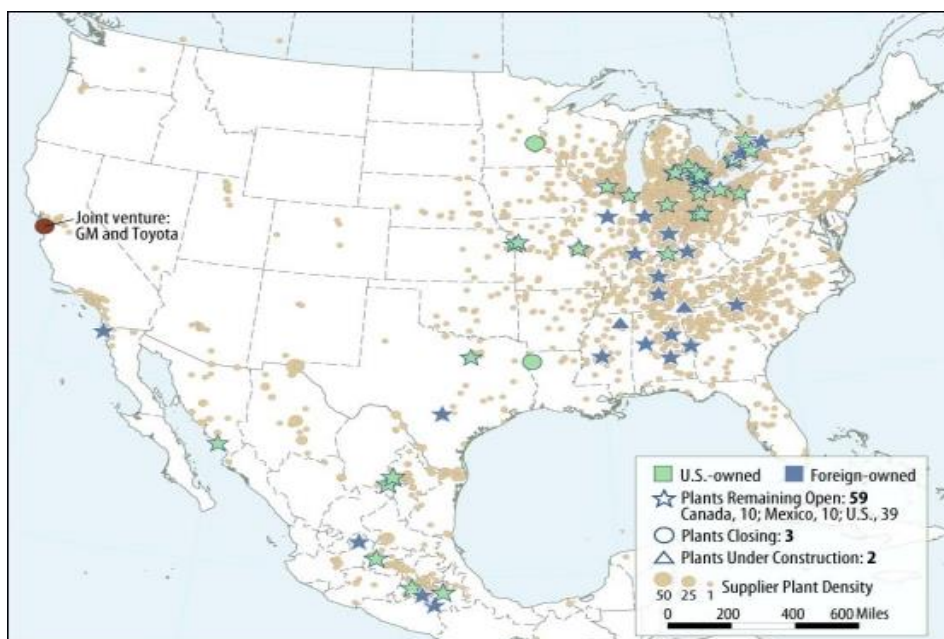 Joint venture:
GM and Toyota
U.S.-owned Foreign-owned
Plants Remaining Open: 59
Canada, 10; Mexico, 10; U.S., 39
Plants Closing: 3
Plants Under Construction: 2
50 25 1 Supplier Plant Density
0 200 400 600 Miles